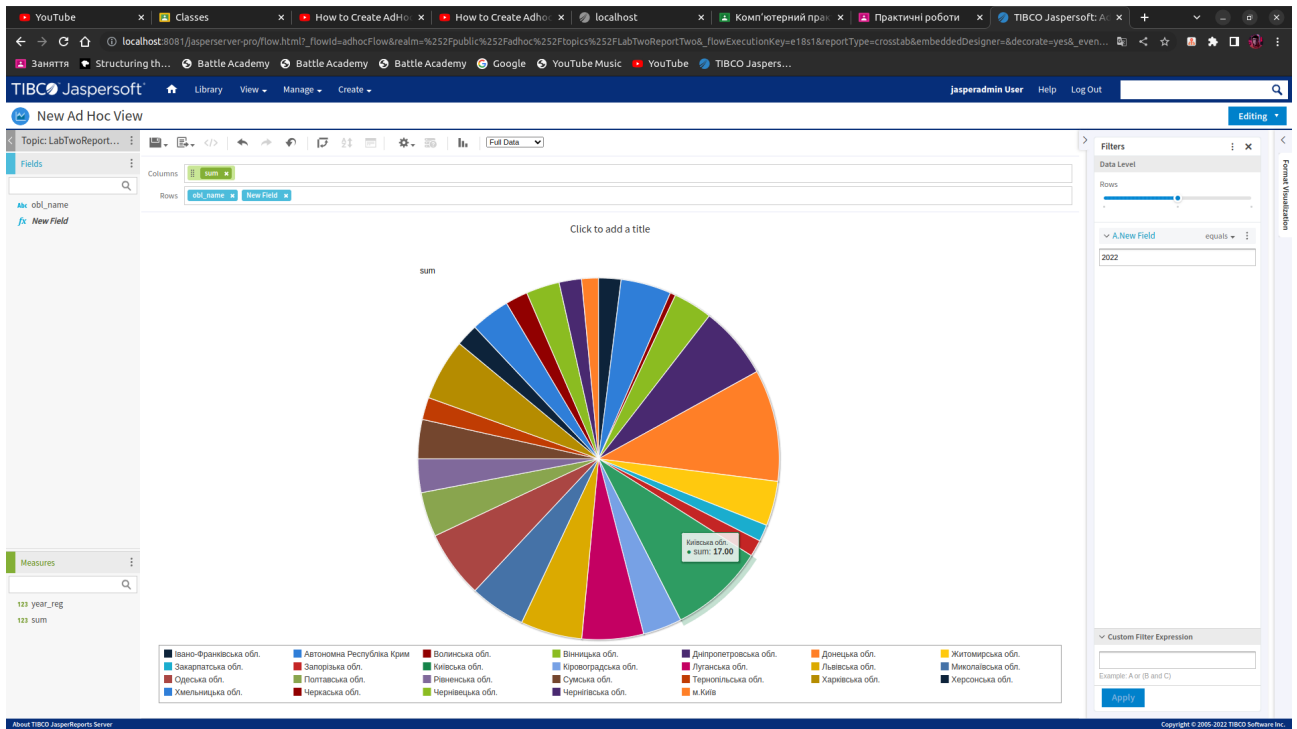 YouTube
Classes
How to Create AdHoc
How to Create Adhoc
localhost
Комп'ютерний прак
Практичні роботи
TIBCO Jaspersoft: Ad
localhost:8081/jasperserver-pro/flow.html?_flowId=adhocFlow&realm=%252Fpublic%252Fadhoc%252Ftopics%252FLabTwoReportTwo&_flowExecutionKey=e18s1&reportType=crosstab&embeddedDesigner=&decorate=yes&_even...
Заняття
Structuring th...
Battle Academy
Battle Academy
Battle Academy
Google
YouTube Music
YouTube
TIBCO Jaspers...
TIBCO Jaspersoft
Library
View
Manage
Create
jasperadmin User
Help
Log Out
New Ad Hoc View
Editing
Topic: LabTwoReport...
Full Data
Fields
Abc obl_name
fx New Field
Columns
sum
Rows
obl_name
New Field
Click to add a title
sum
Київська обл.
sum: 17.00
Івано-Франківська обл.
Автономна Республіка Крим
Волинська обл.
Вінницька обл.
Дніпропетровська обл.
Донецька обл.
Житомирська обл.
Закарпатська обл.
Запорізька обл.
Київська обл.
Кіровоградська обл.
Луганська обл.
Львівська обл.
Миколаївська обл.
Одеська обл.
Полтавська обл.
Рівненська обл.
Сумська обл.
Тернопільська обл.
Харківська обл.
Херсонська обл.
Хмельницька обл.
Черкаська обл.
Чернівецька обл.
Чернігівська обл.
м.Київ
Measures
123 year_reg
123 sum
Filters
Data Level
Rows
A.New Field
equals
2022
Custom Filter Expression
Example: A or (B and C)
Apply
Format Visualization
About TIBCO JasperReports Server
Copyright © 2005-2022 TIBCO Software Inc.